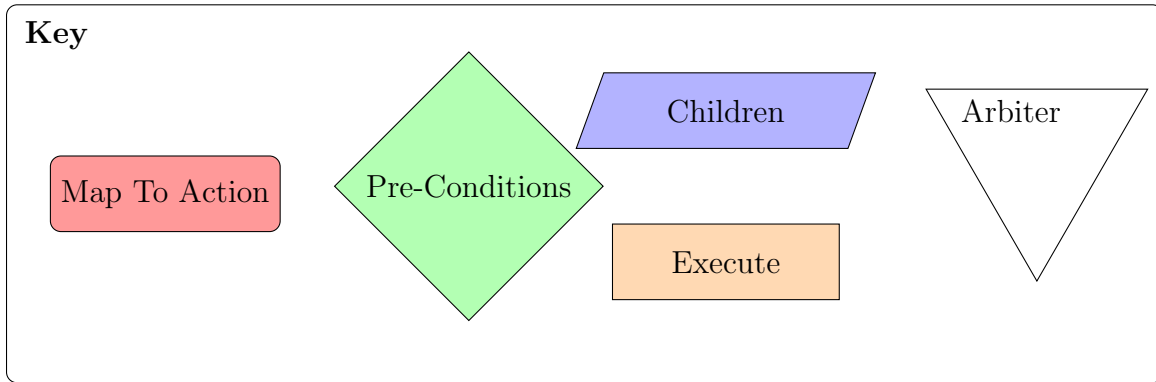 Key
Map To Action
Pre-Conditions
Children
Execute
Arbiter